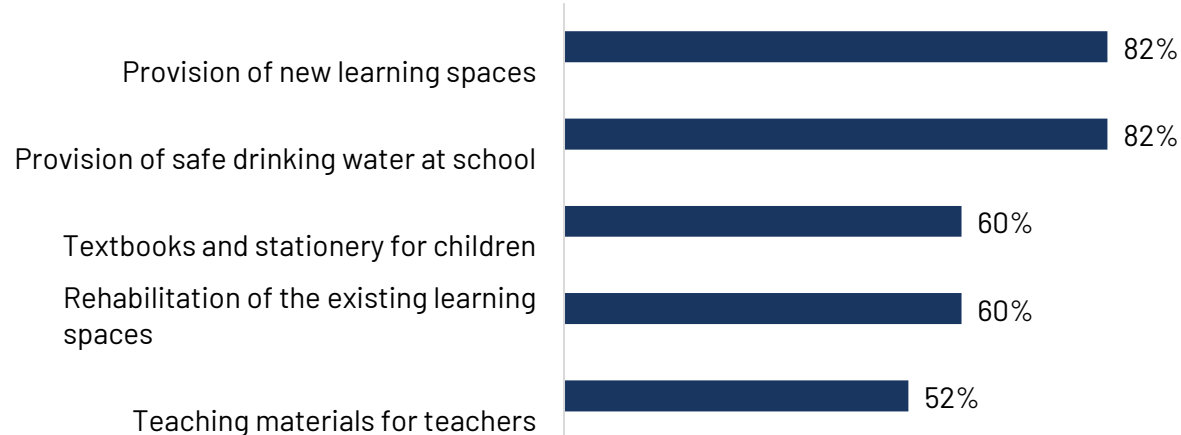 82%
Provision of new learning spaces
82%
Provision of safe drinking water at school
60%
Textbooks and stationery for children
Rehabilitation of the existing learning
spaces
60%
52%
Teaching materials for teachers